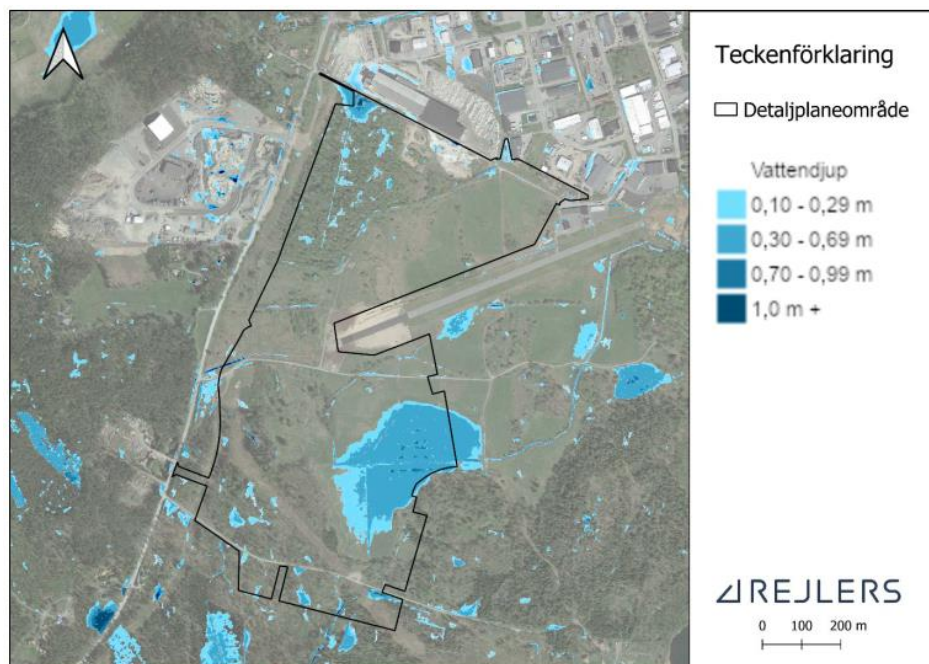 Teckenförklaring
Detaljplaneområde
Vattendjup
0,10 - 0,29 m
0,30 - 0,69 m
0,70 - 0,99 m
1,0 m +
REJLERS
0 100 200 m